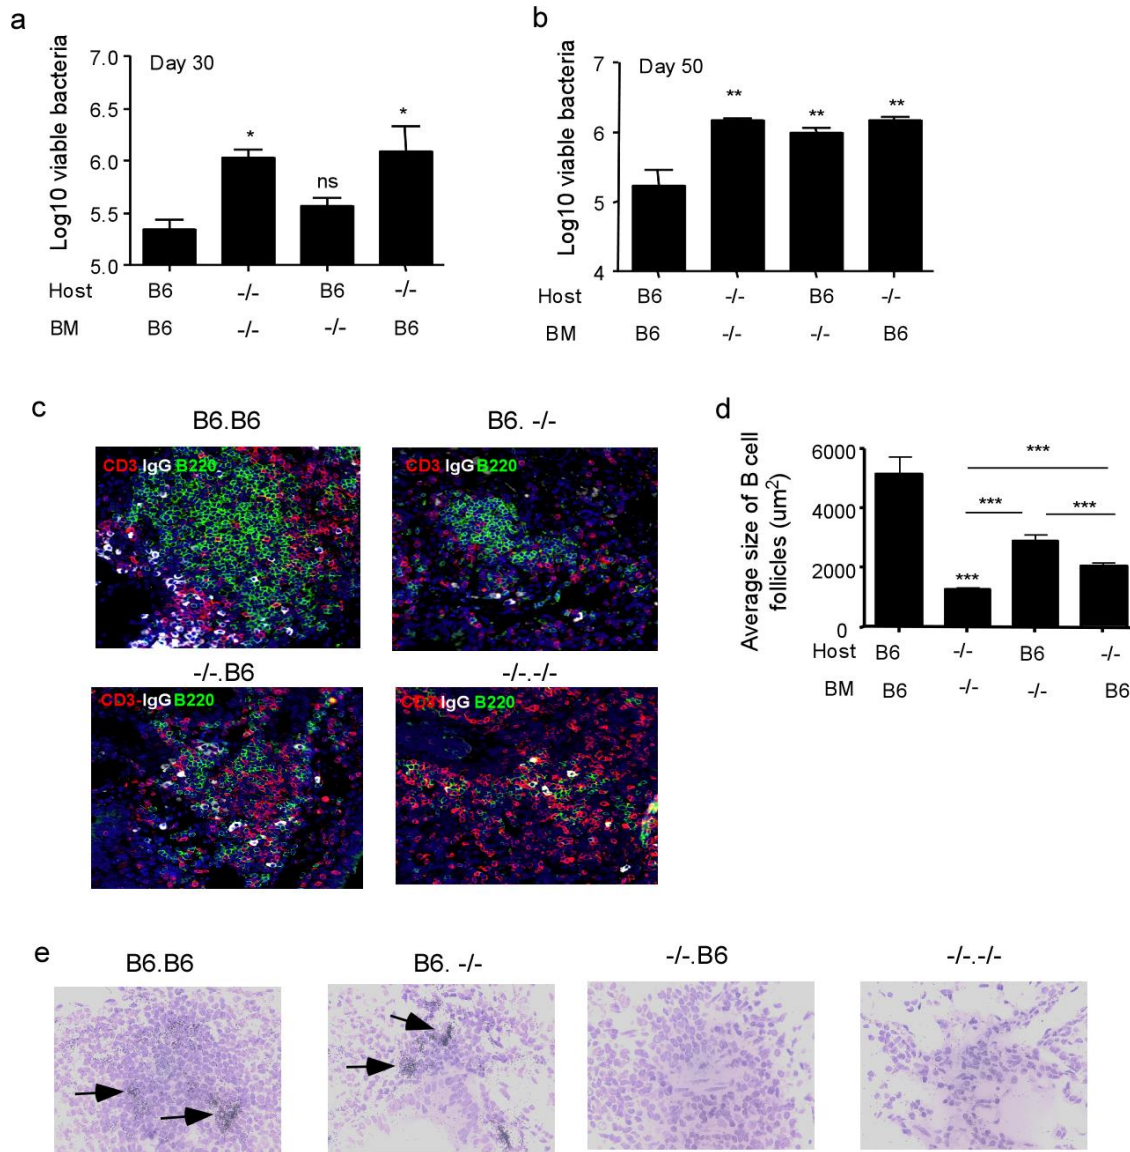 a
Day 30
Log10 viable bacteria
7.0
6.5
6.0
5.5
5.0
*
ns
*
Host B6 -/- B6 -/-
BM B6 -/- -/- B6
b
Day 50
Log10 viable bacteria
7
6
5
4
** ** **
Host B6 -/- B6 -/-
BM B6 -/- -/- B6
c
B6.B6
CD3 IgG B220
B6. -/-
CD3 IgG B220
-/-.B6
CD3 IgG B220
-/-.-/-
CD3 IgG B220
d
Average size of B cell
follicles (um²)
6000
4000
2000
0
***
*** ***
***
Host B6 -/- B6 -/-
BM B6 -/- -/- B6
e
B6.B6
B6. -/-
-/-.B6
-/-.-/-